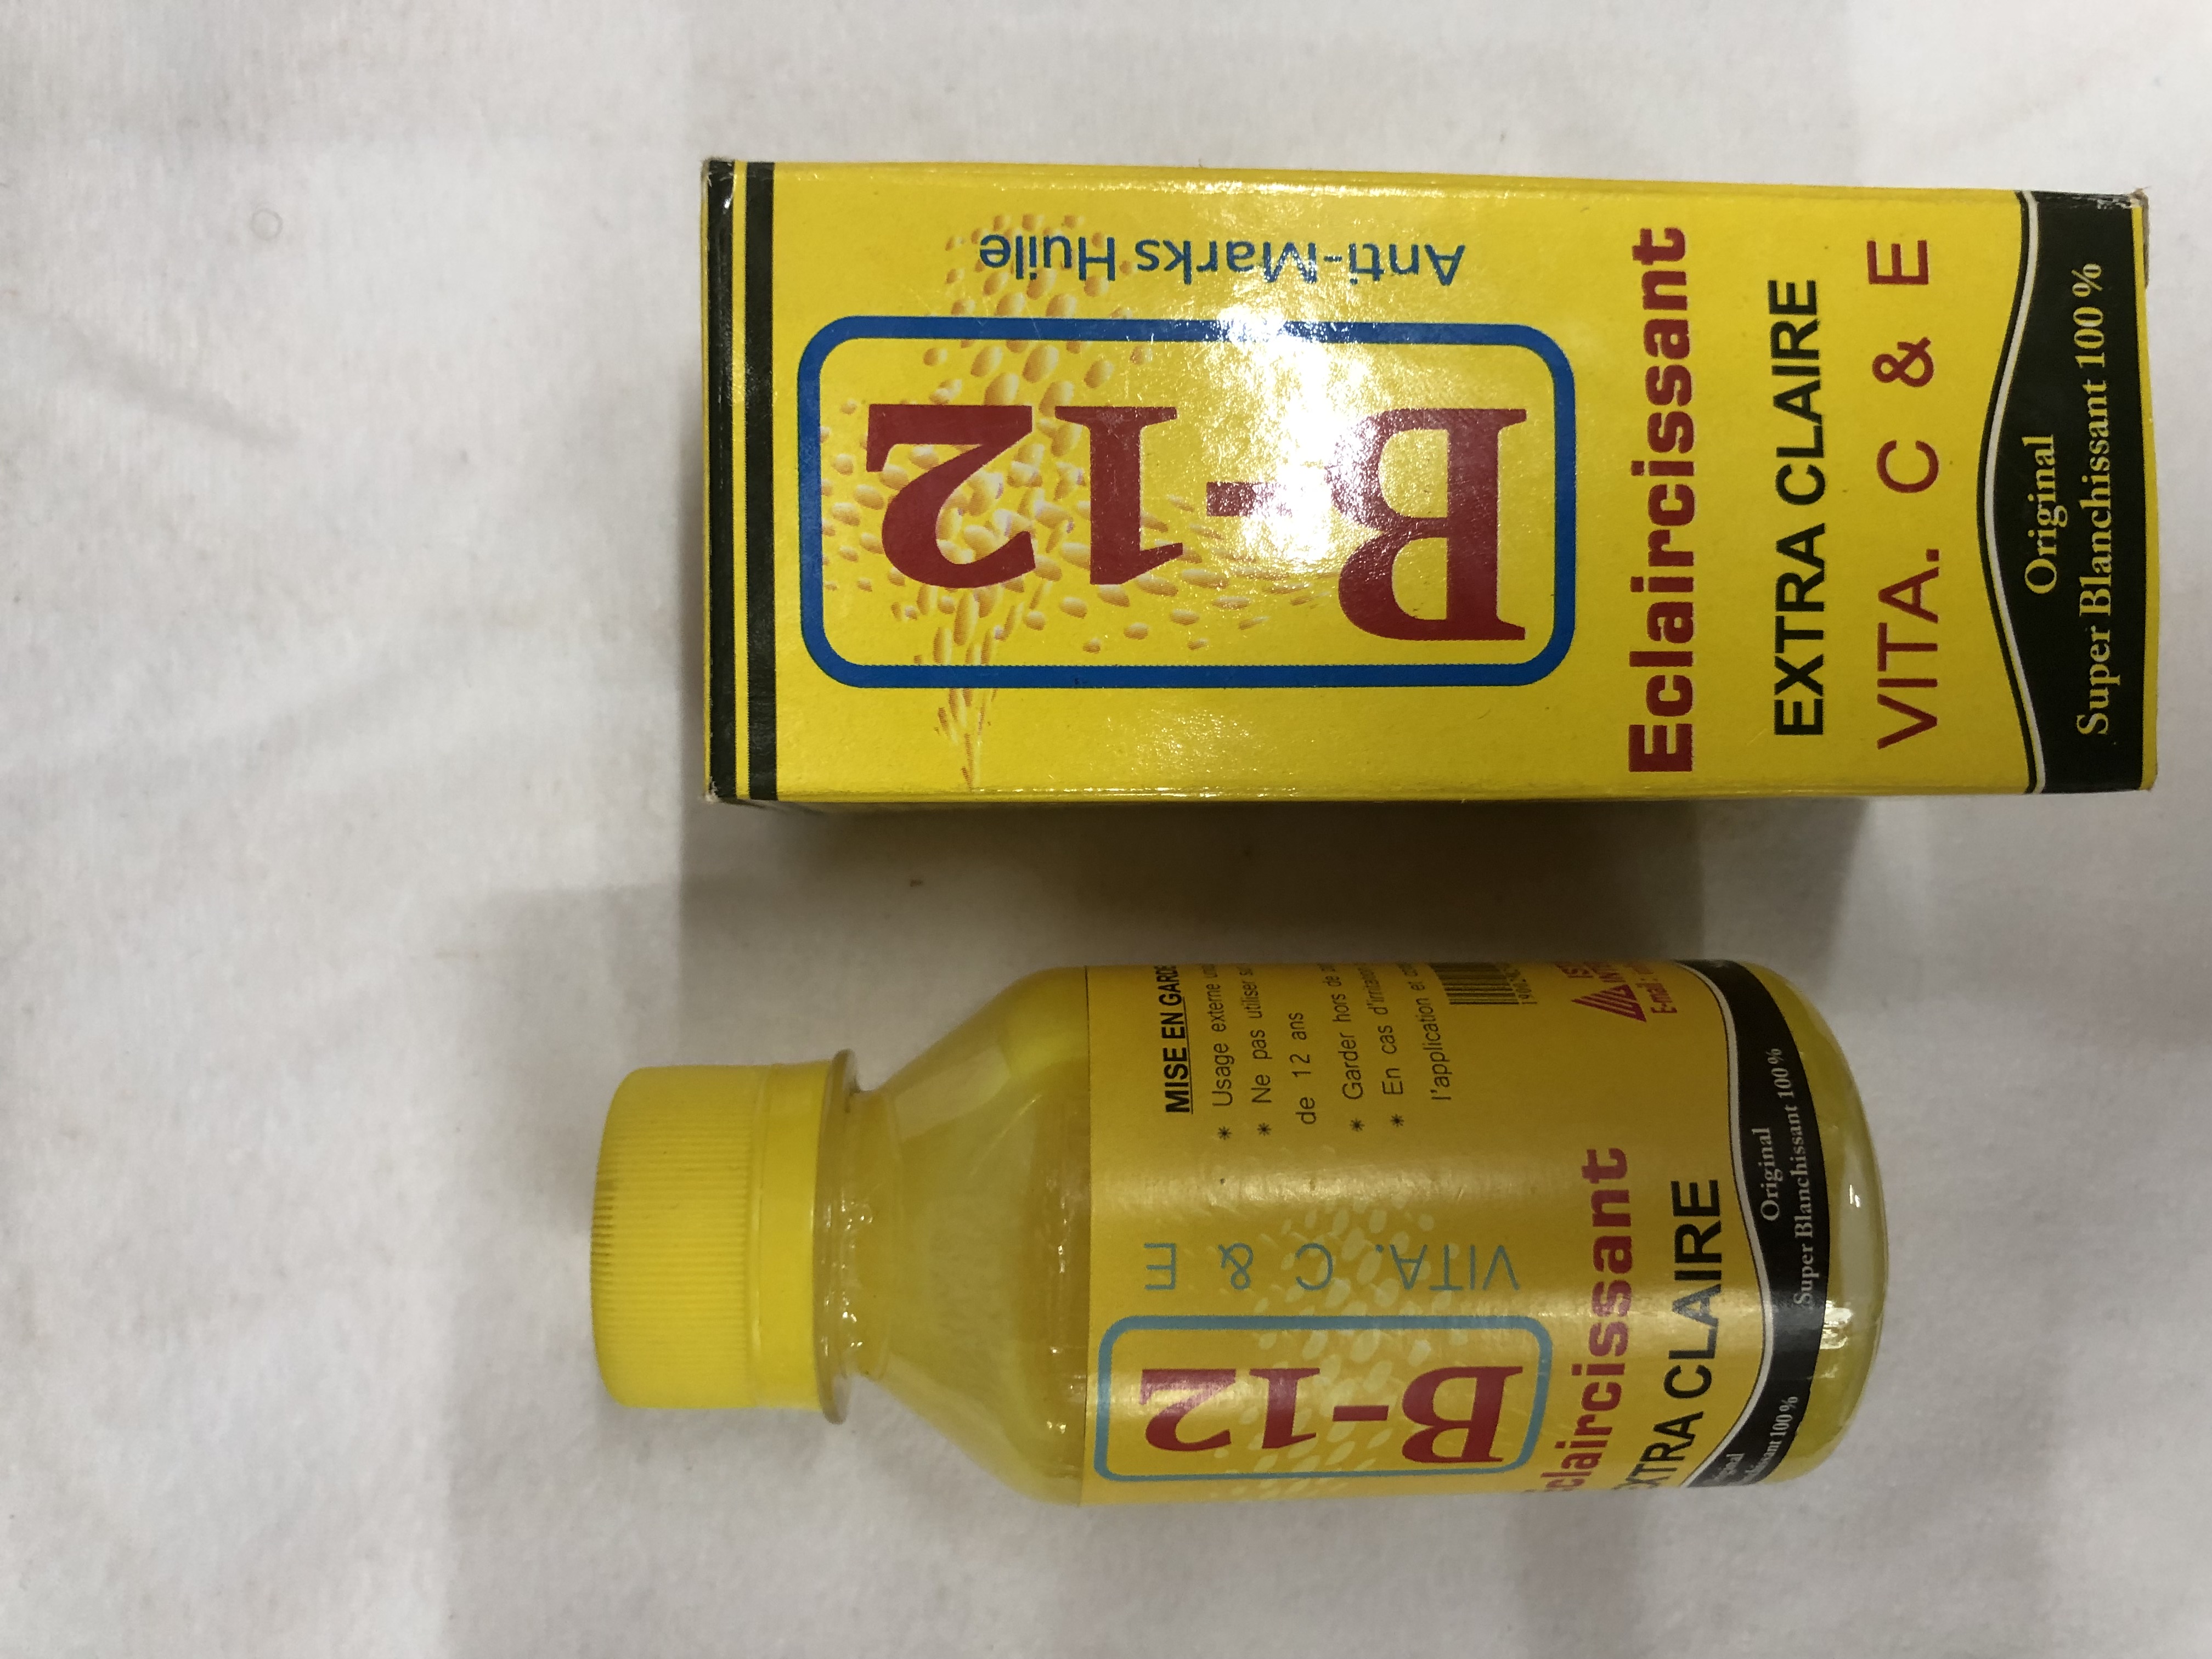 Anti-Marks Huile
B-12
Eclaircissant
EXTRA CLAIRE
VITA. C & E
Original
Super Blanchissant 100 %
MISE EN GARDE
* Usage externe
* Ne pas utiliser
de 12 ans
* Garder hors de
* En cas d'irritation
l'application et
E-mail:
VITA. C & E
B-12
Eclaircissant
EXTRA CLAIRE
Original
Super Blanchissant 100 %
100 %